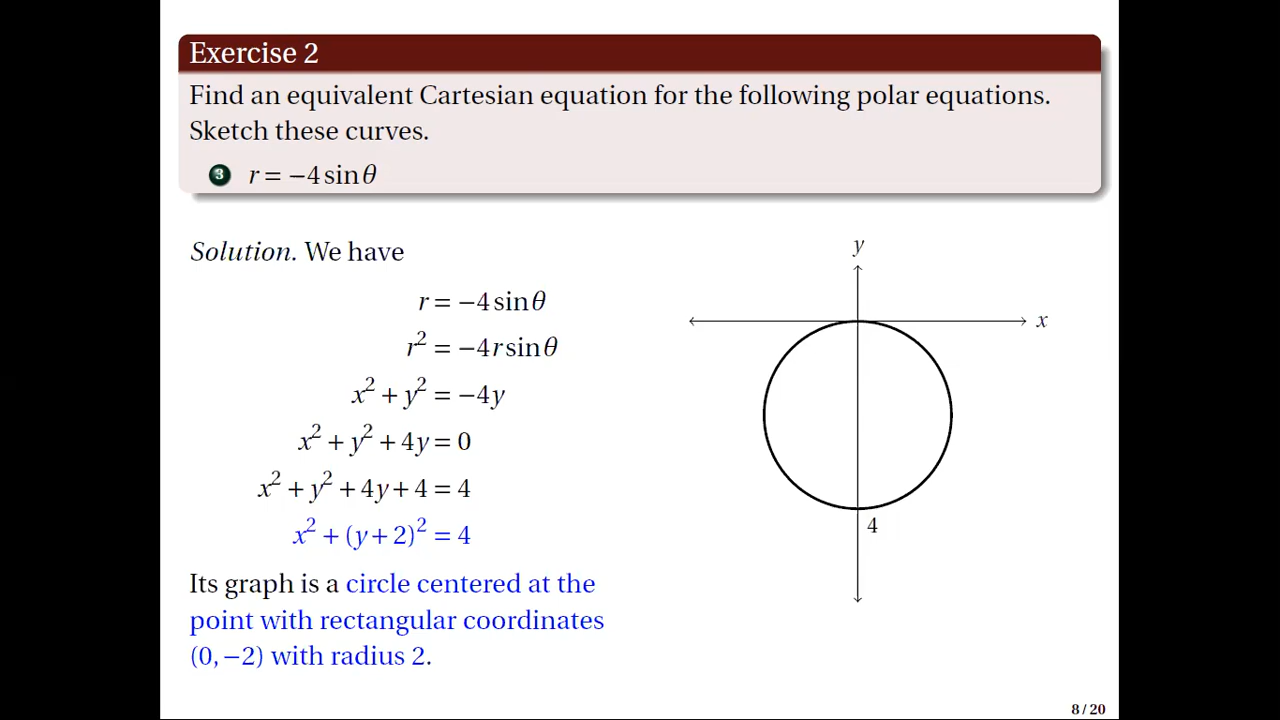 Exercise 2
Find an equivalent Cartesian equation for the following polar equations.
Sketch these curves.
3 r = −4 sin θ
Solution. We have
r = −4 sin θ
r² = −4r sin θ
x² + y² = −4y
x² + y² + 4y = 0
x² + y² + 4y + 4 = 4
x² + (y + 2)² = 4
Its graph is a circle centered at the
point with rectangular coordinates
(0, −2) with radius 2.
y
x
4
8 / 20